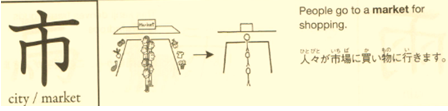 市
city / market
Market
People go to a market for
shopping.
ひとびと いちば か もの い
人々が市場に買い物に行きます。